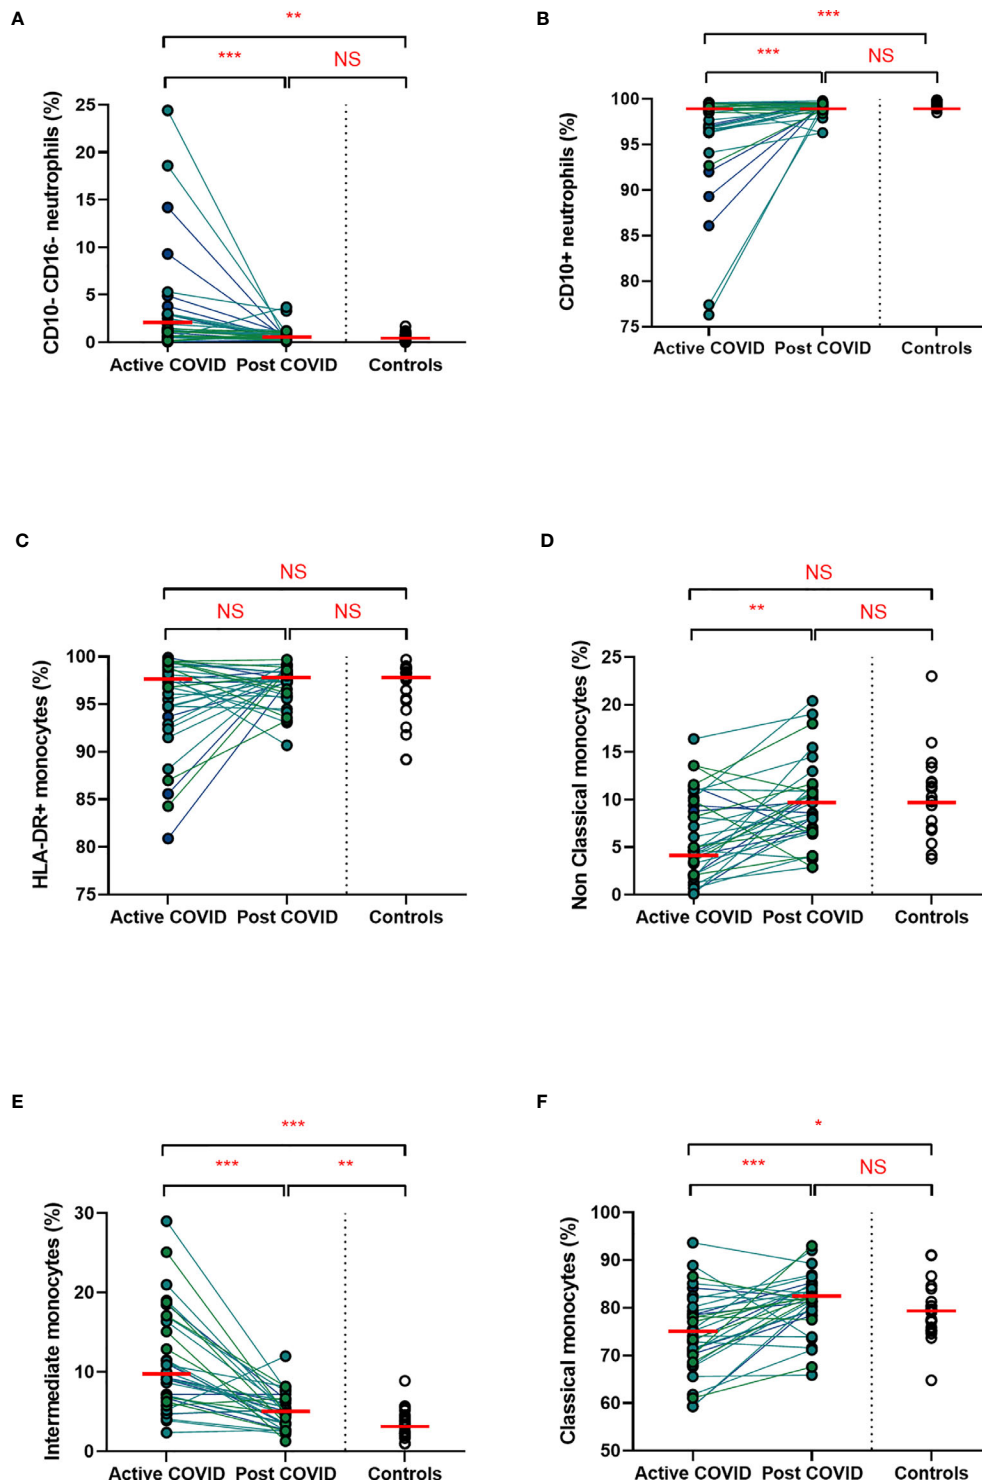 A
**
***
NS
CD10- CD16- neutrophils (%)
25
20
15
10
5
0
Active COVID Post COVID Controls
B
***
***
NS
CD10+ neutrophils (%)
100
95
90
85
80
75
Active COVID Post COVID Controls
C
NS
NS
NS
HLA-DR+ monocytes (%)
100
95
90
85
80
75
Active COVID Post COVID Controls
D
NS
**
NS
Non Classical monocytes (%)
25
20
15
10
5
0
Active COVID Post COVID Controls
E
***
***
**
Intermediate monocytes (%)
30
20
10
0
Active COVID Post COVID Controls
F
*
***
NS
Classical monocytes (%)
100
90
80
70
60
50
Active COVID Post COVID Controls